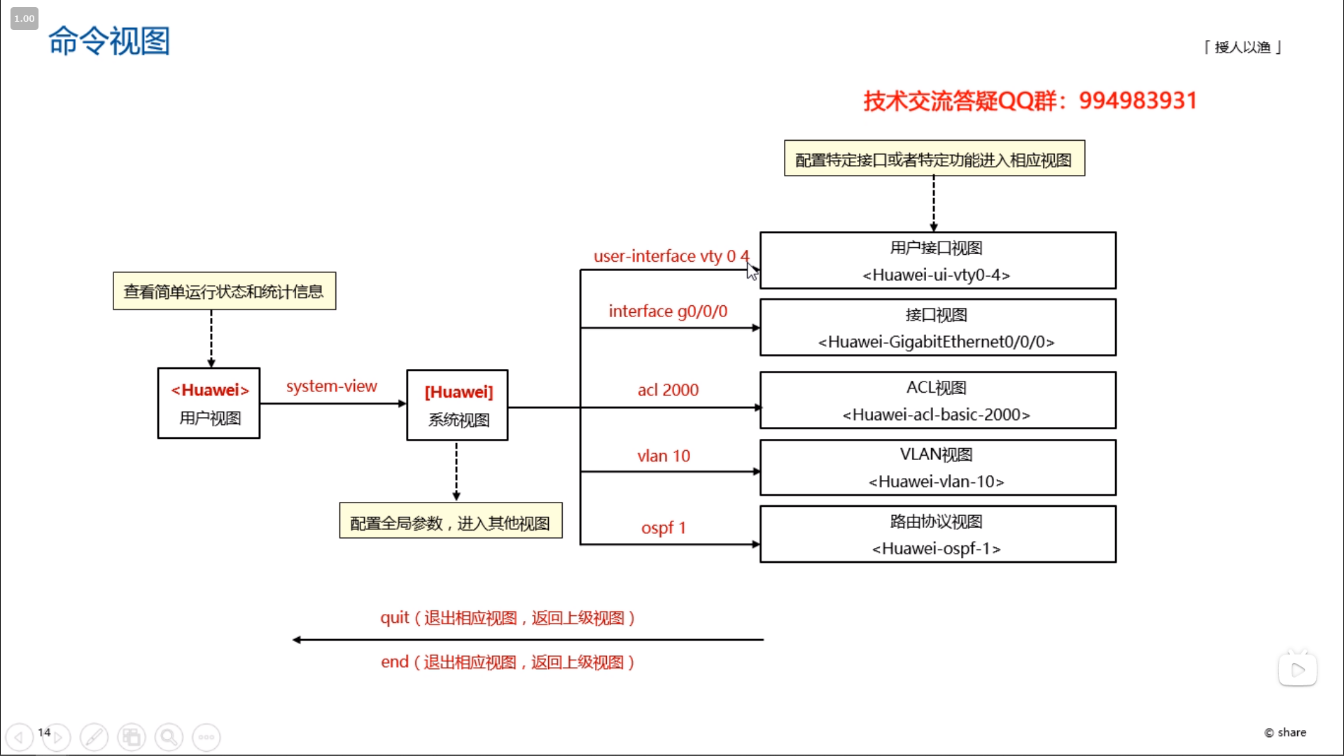 1.00
命令视图
「 授人以渔 」
技术交流答疑QQ群：994983931
配置特定接口或者特定功能进入相应视图
user-interface vty 0 4
用户接口视图
<Huawei-ui-vty0-4>
查看简单运行状态和统计信息
interface g0/0/0
接口视图
<Huawei-GigabitEthernet0/0/0>
<Huawei>
用户视图
system-view
[Huawei]
系统视图
acl 2000
ACL视图
<Huawei-acl-basic-2000>
vlan 10
VLAN视图
<Huawei-vlan-10>
配置全局参数，进入其他视图
ospf 1
路由协议视图
<Huawei-ospf-1>
quit（退出相应视图，返回上级视图）
end（退出相应视图，返回上级视图）
14
© share